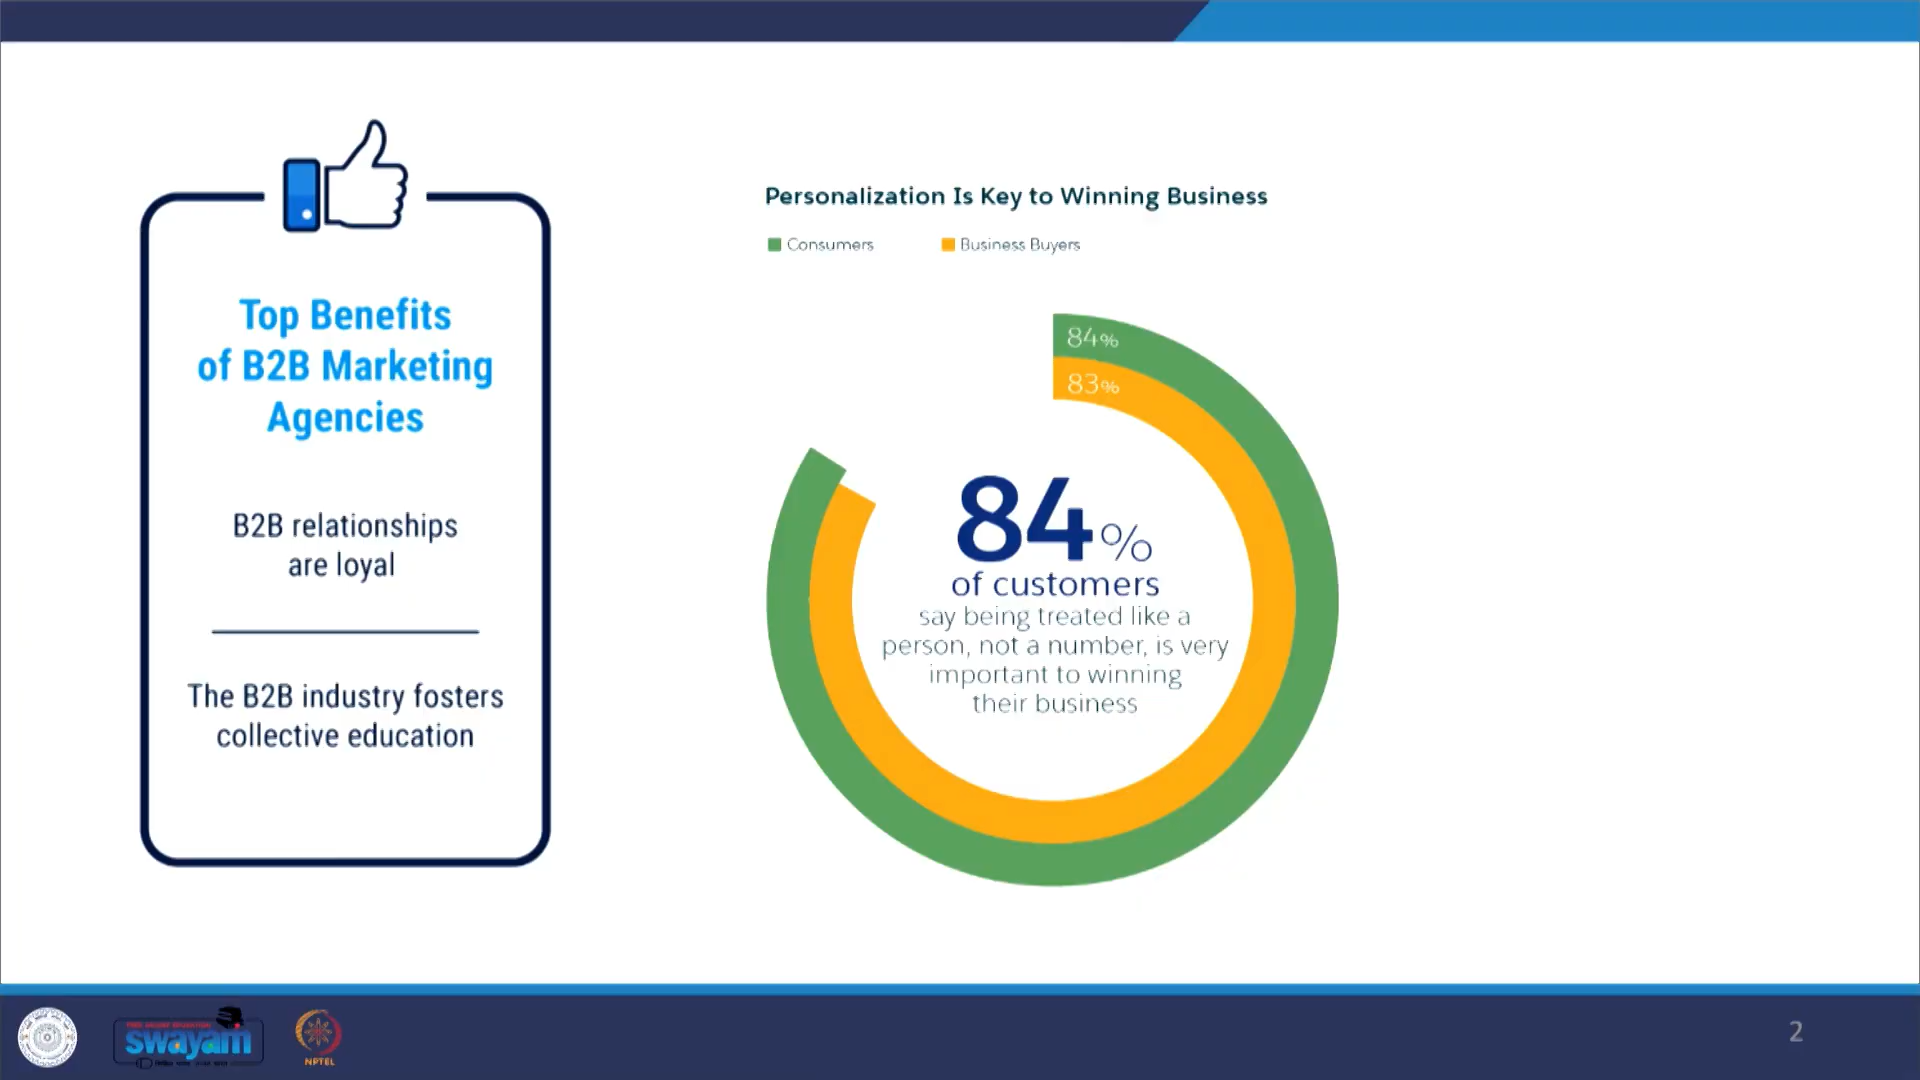 Top Benefits
of B2B Marketing
Agencies
B2B relationships
are loyal
The B2B industry fosters
collective education
Personalization Is Key to Winning Business
Consumers
Business Buyers
84%
83%
84%
of customers
say being treated like a
person, not a number, is very
important to winning
their business
swayam
NPTEL
2